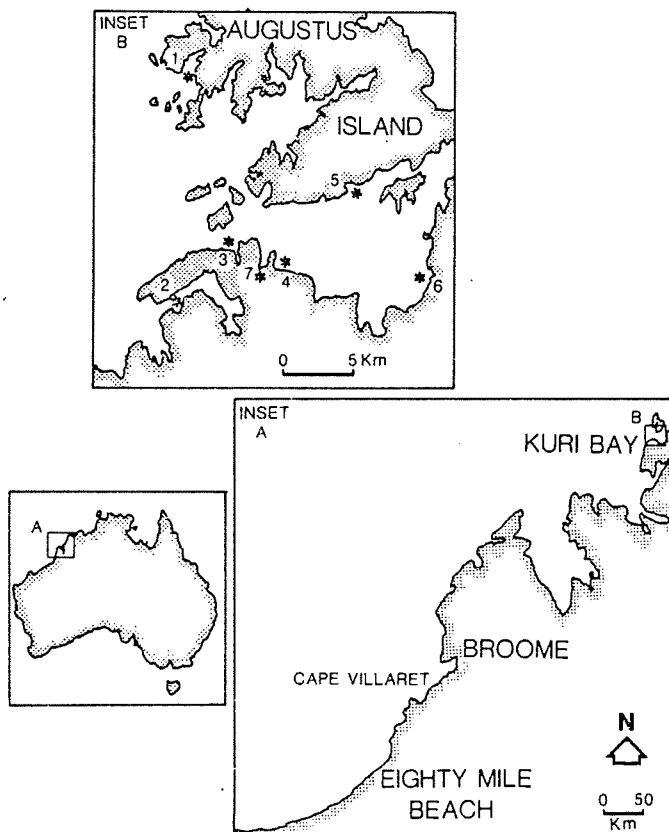 INSET
B
AUGUSTUS
1
ISLAND
5
3
2
7
4
6
0 5 Km
INSET
A
B
KURI BAY
A
BROOME
CAPE VILLARET
N
EIGHTY MILE
BEACH
0 50
Km